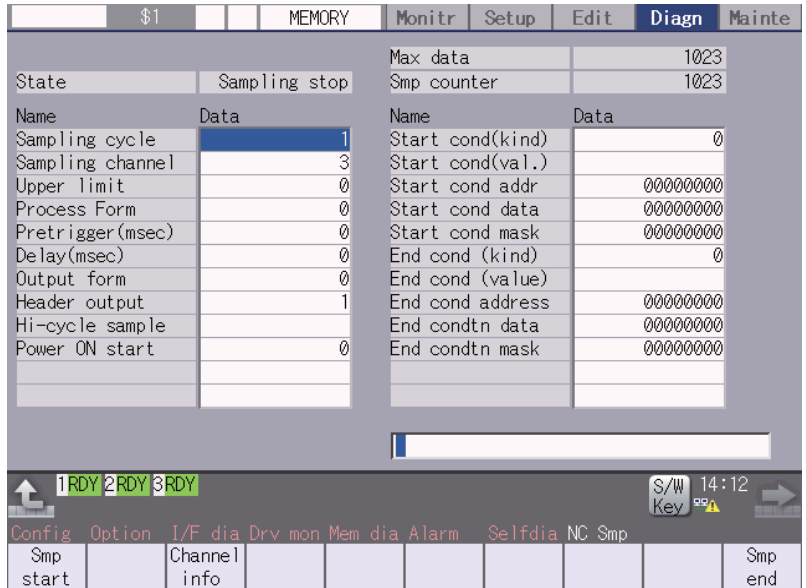 $1 MEMORY Monitr Setup Edit Diagn Mainte
Max data 1023
State Sampling stop Smp counter 1023
Name Data Name Data
Sampling cycle 1 Start cond(kind) 0
Sampling channel 3 Start cond(val.)
Upper limit 0 Start cond addr 00000000
Process Form 0 Start cond data 00000000
Pretrigger(msec) 0 Start cond mask 00000000
Delay(msec) 0 End cond (kind) 0
Output form 0 End cond (value)
Header output 1 End cond address 00000000
Hi-cycle sample End condtn data 00000000
Power ON start 0 End condtn mask 00000000
1RDY 2RDY 3RDY S/W Key 14:12
Config Option I/F dia Drv mon Mem dia Alarm Selfdia NC Smp
Smp start Channel info Smp end